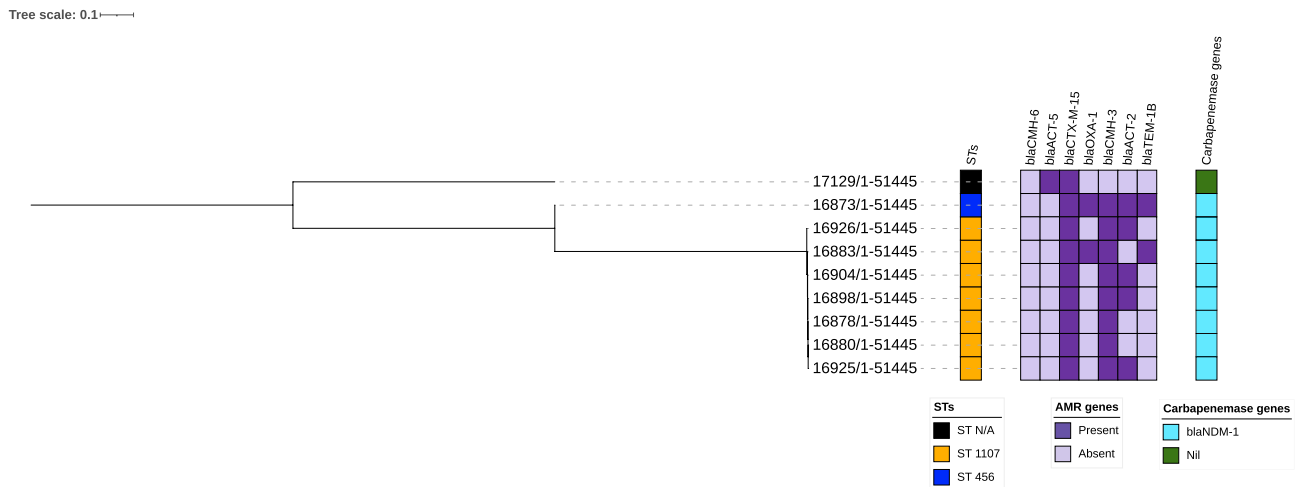 Tree scale: 0.1
STs
blaCMH-6
blaACT-5
blaCTX-M-15
blaOXA-1
blaCMH-3
blaACT-2
blaTEM-1B
Carbapenemase genes
17129/1-51445
16873/1-51445
16926/1-51445
16883/1-51445
16904/1-51445
16898/1-51445
16878/1-51445
16880/1-51445
16925/1-51445
STs
ST N/A
ST 1107
ST 456
AMR genes
Present
Absent
Carbapenemase genes
blaNDM-1
Nil